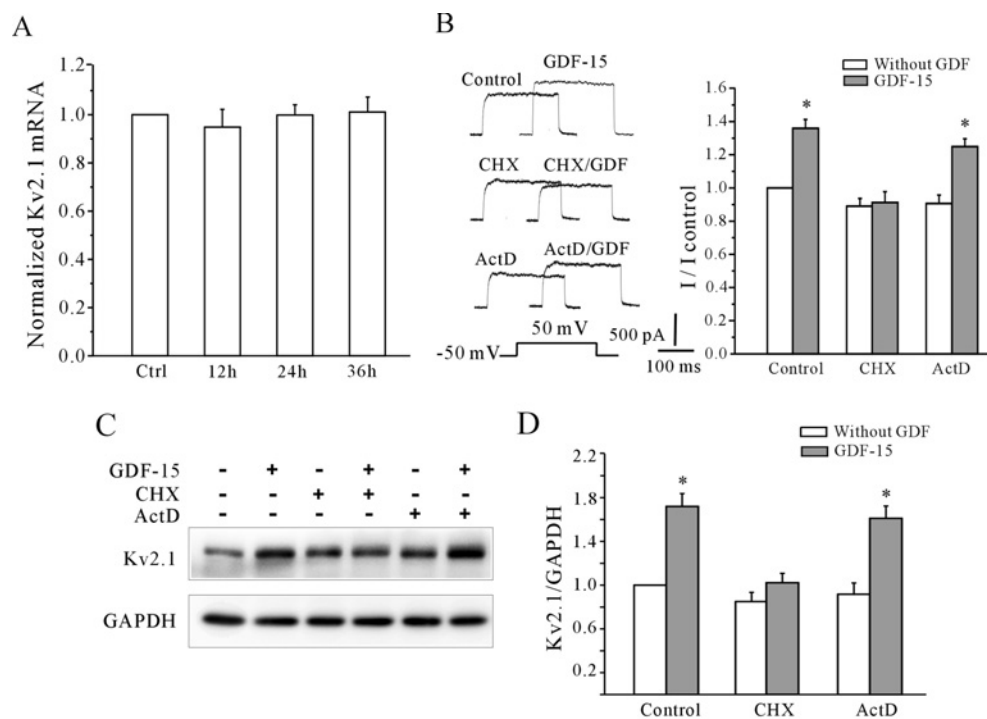 A
Normalized Kv2.1 mRNA
1.2
1.0
0.8
0.6
0.4
0.2
0.0
Ctrl 12h 24h 36h
B
Control GDF-15
CHX CHX/GDF
ActD ActD/GDF
50 mV
-50 mV
500 pA
100 ms
Without GDF
GDF-15
I / I control
1.6
1.4
1.2
1.0
0.8
0.6
0.4
0.2
0.0
* *
Control CHX ActD
C
GDF-15 - + - + - +
CHX - - + + - -
ActD - - - - + +
Kv2.1
GAPDH
D
Without GDF
GDF-15
Kv2.1/GAPDH
2.2
1.8
1.4
1.0
0.6
0.2
* *
Control CHX ActD